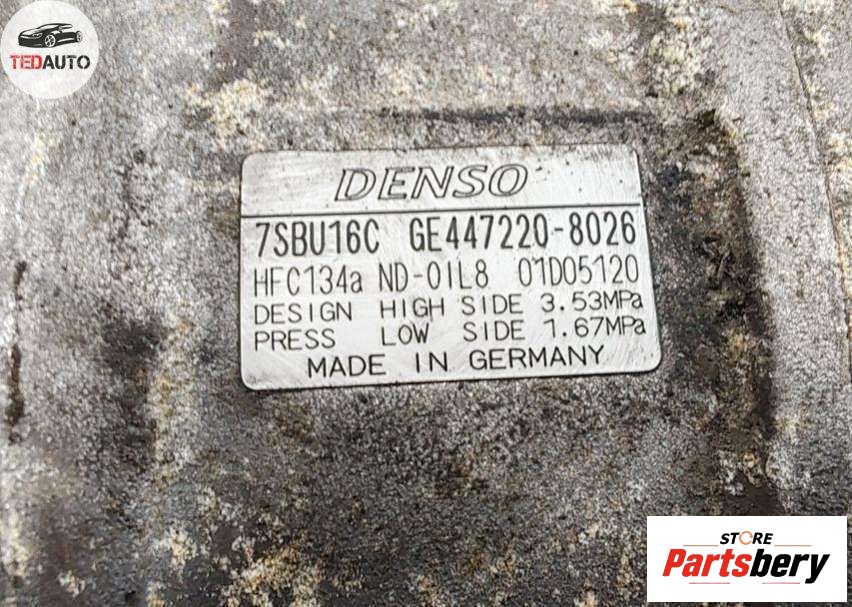 TEDAUTO
DENSO
7SBU16C GE447220-8026
HFC134a ND-OIL8 01D05120
DESIGN HIGH SIDE 3.53MPa
PRESS LOW SIDE 1.67MPa
MADE IN GERMANY
STORE
Partsbery